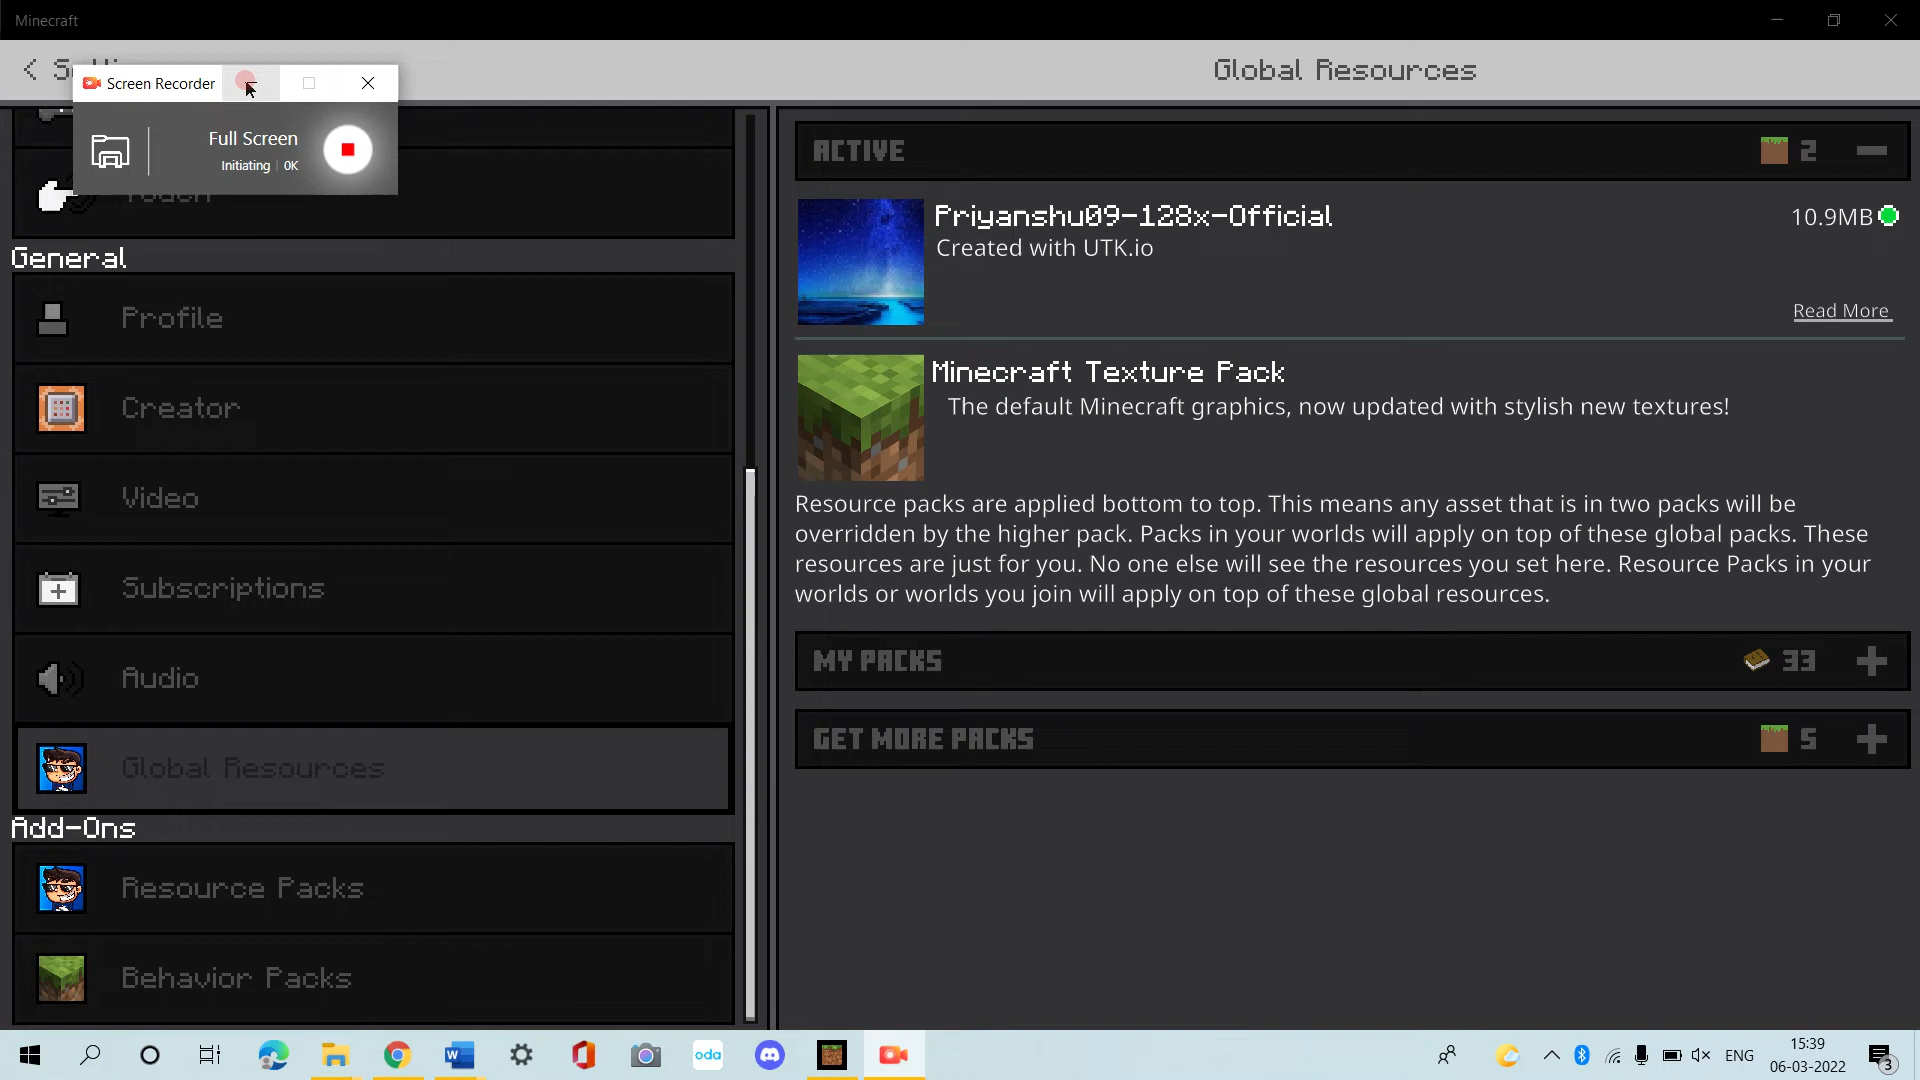 Minecraft
Global Resources
Screen Recorder
Full Screen
Initiating | 0K
Touch
General
Profile
Creator
Video
Subscriptions
Audio
Global Resources
Add-Ons
Resource Packs
Behavior Packs
ACTIVE
2
Priyanshu09-128x-Official
10.9MB
Created with UTK.io
Read More
Minecraft Texture Pack
The default Minecraft graphics, now updated with stylish new textures!
Resource packs are applied bottom to top. This means any asset that is in two packs will be
overridden by the higher pack. Packs in your worlds will apply on top of these global packs. These
resources are just for you. No one else will see the resources you set here. Resource Packs in your
worlds or worlds you join will apply on top of these global resources.
MY PACKS
33
GET MORE PACKS
5
oda
ENG
15:39
06-03-2022
3